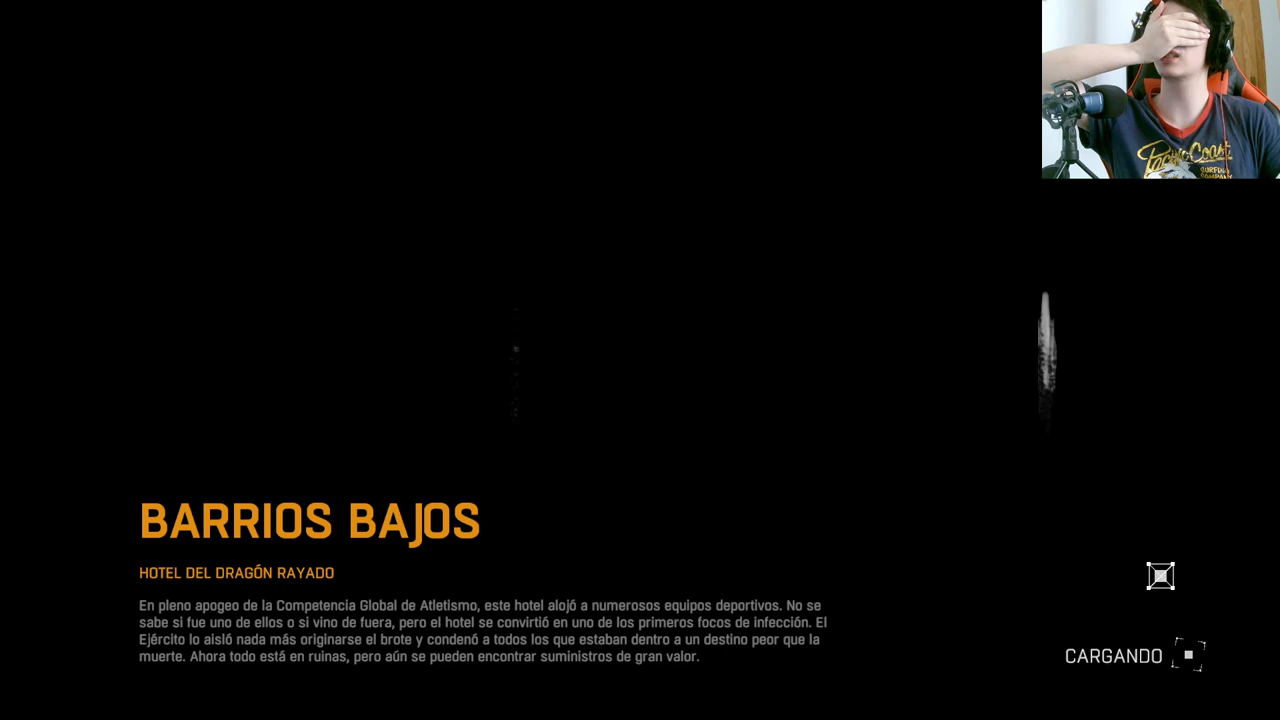 Pacific Coast
SURFING
COMPANY
BARRIOS BAJOS
HOTEL DEL DRAGÓN RAYADO
En pleno apogeo de la Competencia Global de Atletismo, este hotel alojó a numerosos equipos deportivos. No se
sabe si fue uno de ellos o si vino de fuera, pero el hotel se convirtió en uno de los primeros focos de infección. El
Ejército lo aisló nada más originarse el brote y condenó a todos los que estaban dentro a un destino peor que la
muerte. Ahora todo está en ruinas, pero aún se pueden encontrar suministros de gran valor.
CARGANDO